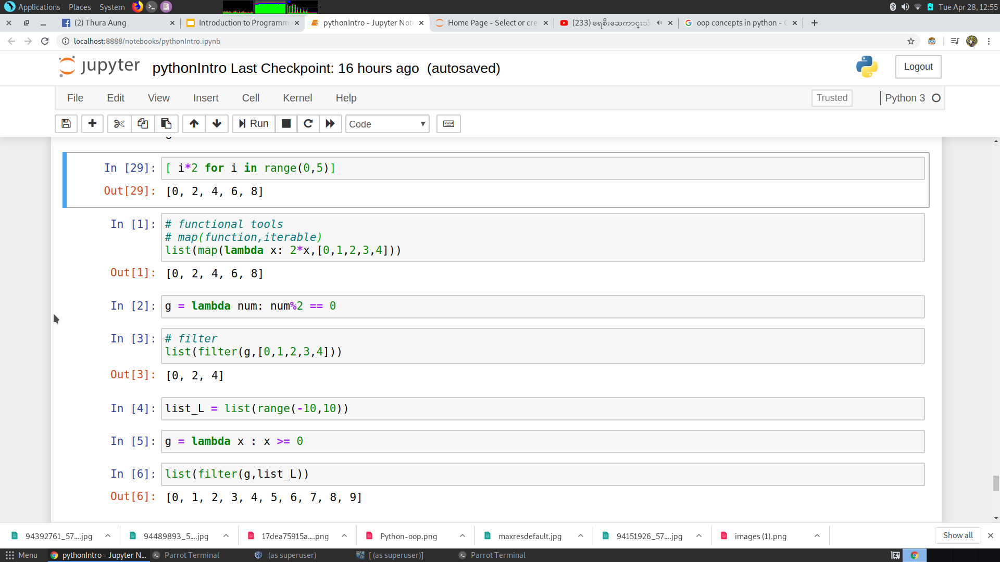 Applications Places System Tue Apr 28, 12:55
(2) Thura Aung Introduction to Programm pythonIntro - Jupyter Not Home Page - Select or cre (233) ရေစီးသေကာင်းသံ oop concepts in python -
localhost:8888/notebooks/pythonIntro.ipynb
jupyter pythonIntro Last Checkpoint: 16 hours ago (autosaved) Logout
File Edit View Insert Cell Kernel Help Trusted Python 3
Run Code
In [29]: [ i*2 for i in range(0,5)]
Out[29]: [0, 2, 4, 6, 8]
In [1]: # functional tools
# map(function,iterable)
list(map(lambda x: 2*x,[0,1,2,3,4]))
Out[1]: [0, 2, 4, 6, 8]
In [2]: g = lambda num: num%2 == 0
In [3]: # filter
list(filter(g,[0,1,2,3,4]))
Out[3]: [0, 2, 4]
In [4]: list_L = list(range(-10,10))
In [5]: g = lambda x : x >= 0
In [6]: list(filter(g,list_L))
Out[6]: [0, 1, 2, 3, 4, 5, 6, 7, 8, 9]
94392761_57....jpg 94489893_5....jpg 17dea75915a....png Python-oop.png maxresdefault.jpg 94151926_57....jpg images (1).png Show all
Menu pythonIntro - Jupyter N... Parrot Terminal (as superuser) [ (as superuser)] Parrot Terminal